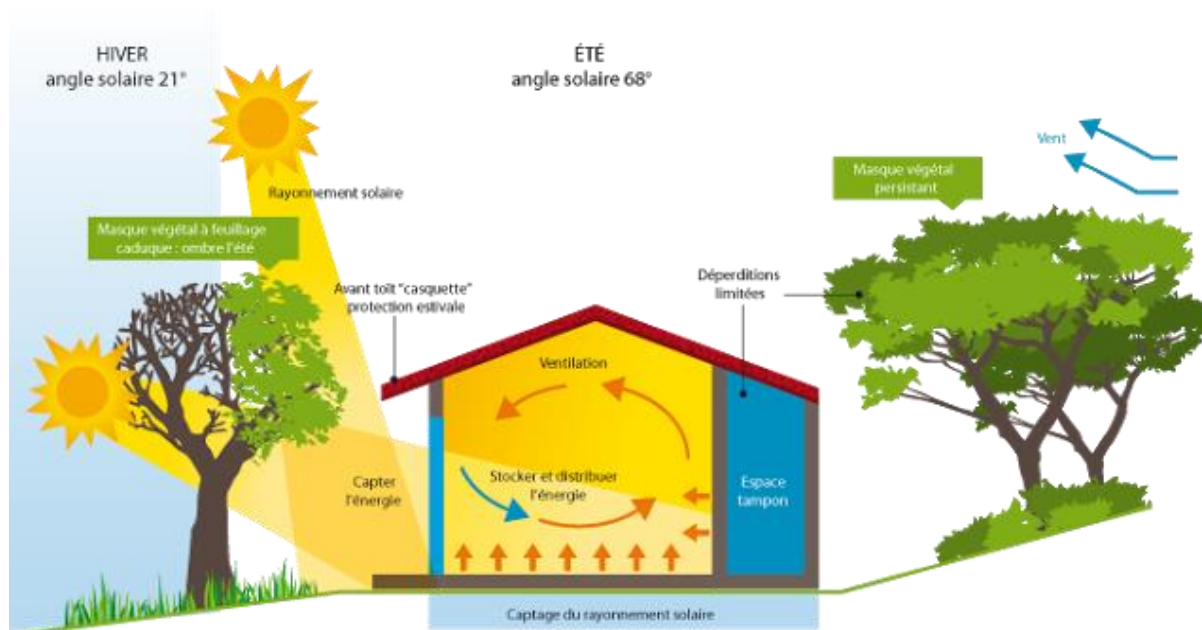 HIVER
angle solaire 21°
ÉTÉ
angle solaire 68°
Vent
Masque végétal
persistant
Rayonnement solaire
Masque végétal à feuillage
caduque : ombre l'été
Avant toît "casquette"
protection estivale
Déperditions
limitées
Ventilation
Capter
l'énergie
Stocker et distribuer
l'énergie
Espace
tampon
Captage du rayonnement solaire